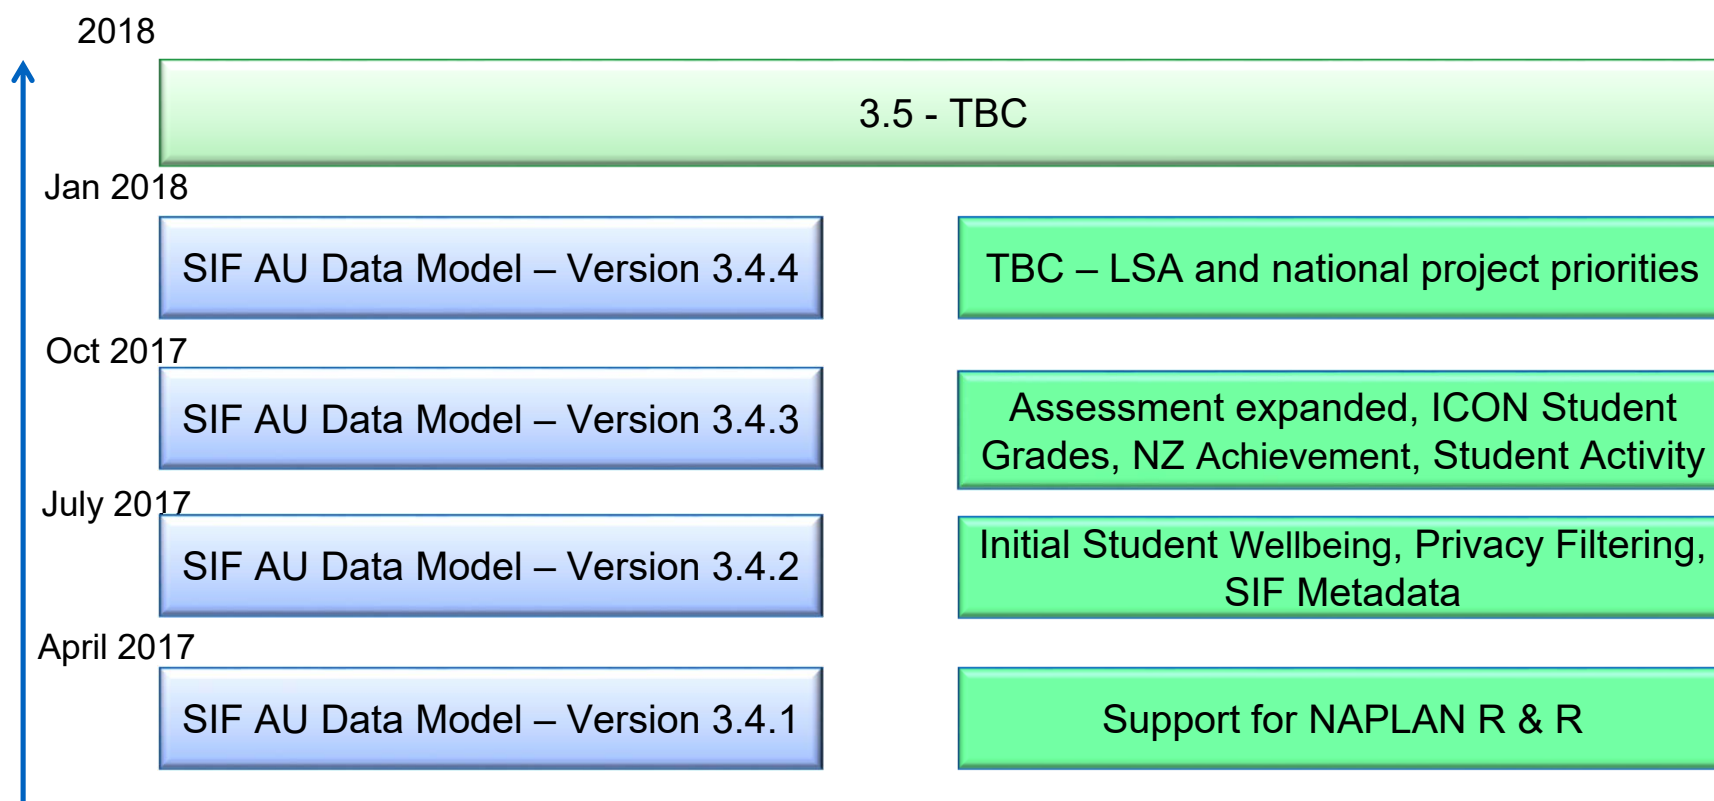 2018
3.5 - TBC
Jan 2018
SIF AU Data Model – Version 3.4.4
TBC – LSA and national project priorities
Oct 2017
SIF AU Data Model – Version 3.4.3
Assessment expanded, ICON Student
Grades, NZ Achievement, Student Activity
July 2017
SIF AU Data Model – Version 3.4.2
Initial Student Wellbeing, Privacy Filtering,
SIF Metadata
April 2017
SIF AU Data Model – Version 3.4.1
Support for NAPLAN R & R